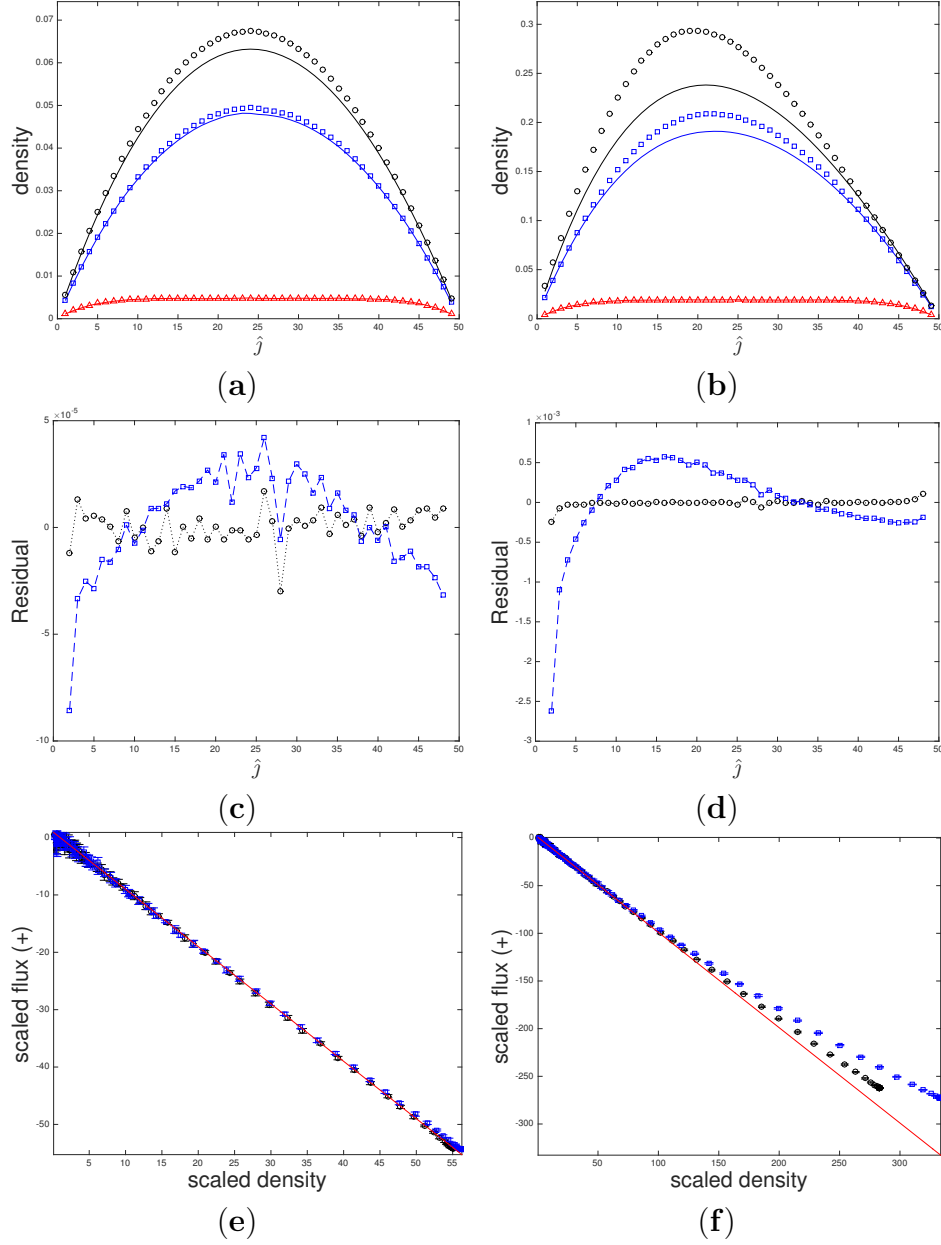 0.07
0.06
0.05
0.04
0.03
0.02
0.01
0
density
0 5 10 15 20 25 30 35 40 45 50
ĵ
(a)
0.3
0.25
0.2
0.15
0.1
0.05
0
density
0 5 10 15 20 25 30 35 40 45 50
ĵ
(b)
×10⁻⁵
5
0
-5
-10
Residual
0 5 10 15 20 25 30 35 40 45 50
ĵ
(c)
×10⁻³
1
0.5
0
-0.5
-1
-1.5
-2
-2.5
-3
Residual
0 5 10 15 20 25 30 35 40 45 50
ĵ
(d)
0
-10
-20
-30
-40
-50
scaled flux (+)
5 10 15 20 25 30 35 40 45 50 55
scaled density
(e)
0
-50
-100
-150
-200
-250
-300
scaled flux (+)
50 100 150 200 250 300
scaled density
(f)